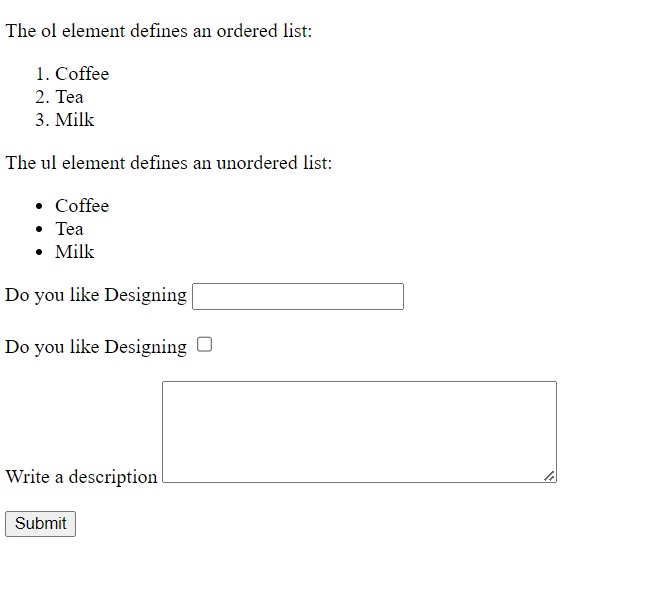 The ol element defines an ordered list:
1. Coffee
2. Tea
3. Milk
The ul element defines an unordered list:
• Coffee
• Tea
• Milk
Do you like Designing
Do you like Designing
Write a description
Submit